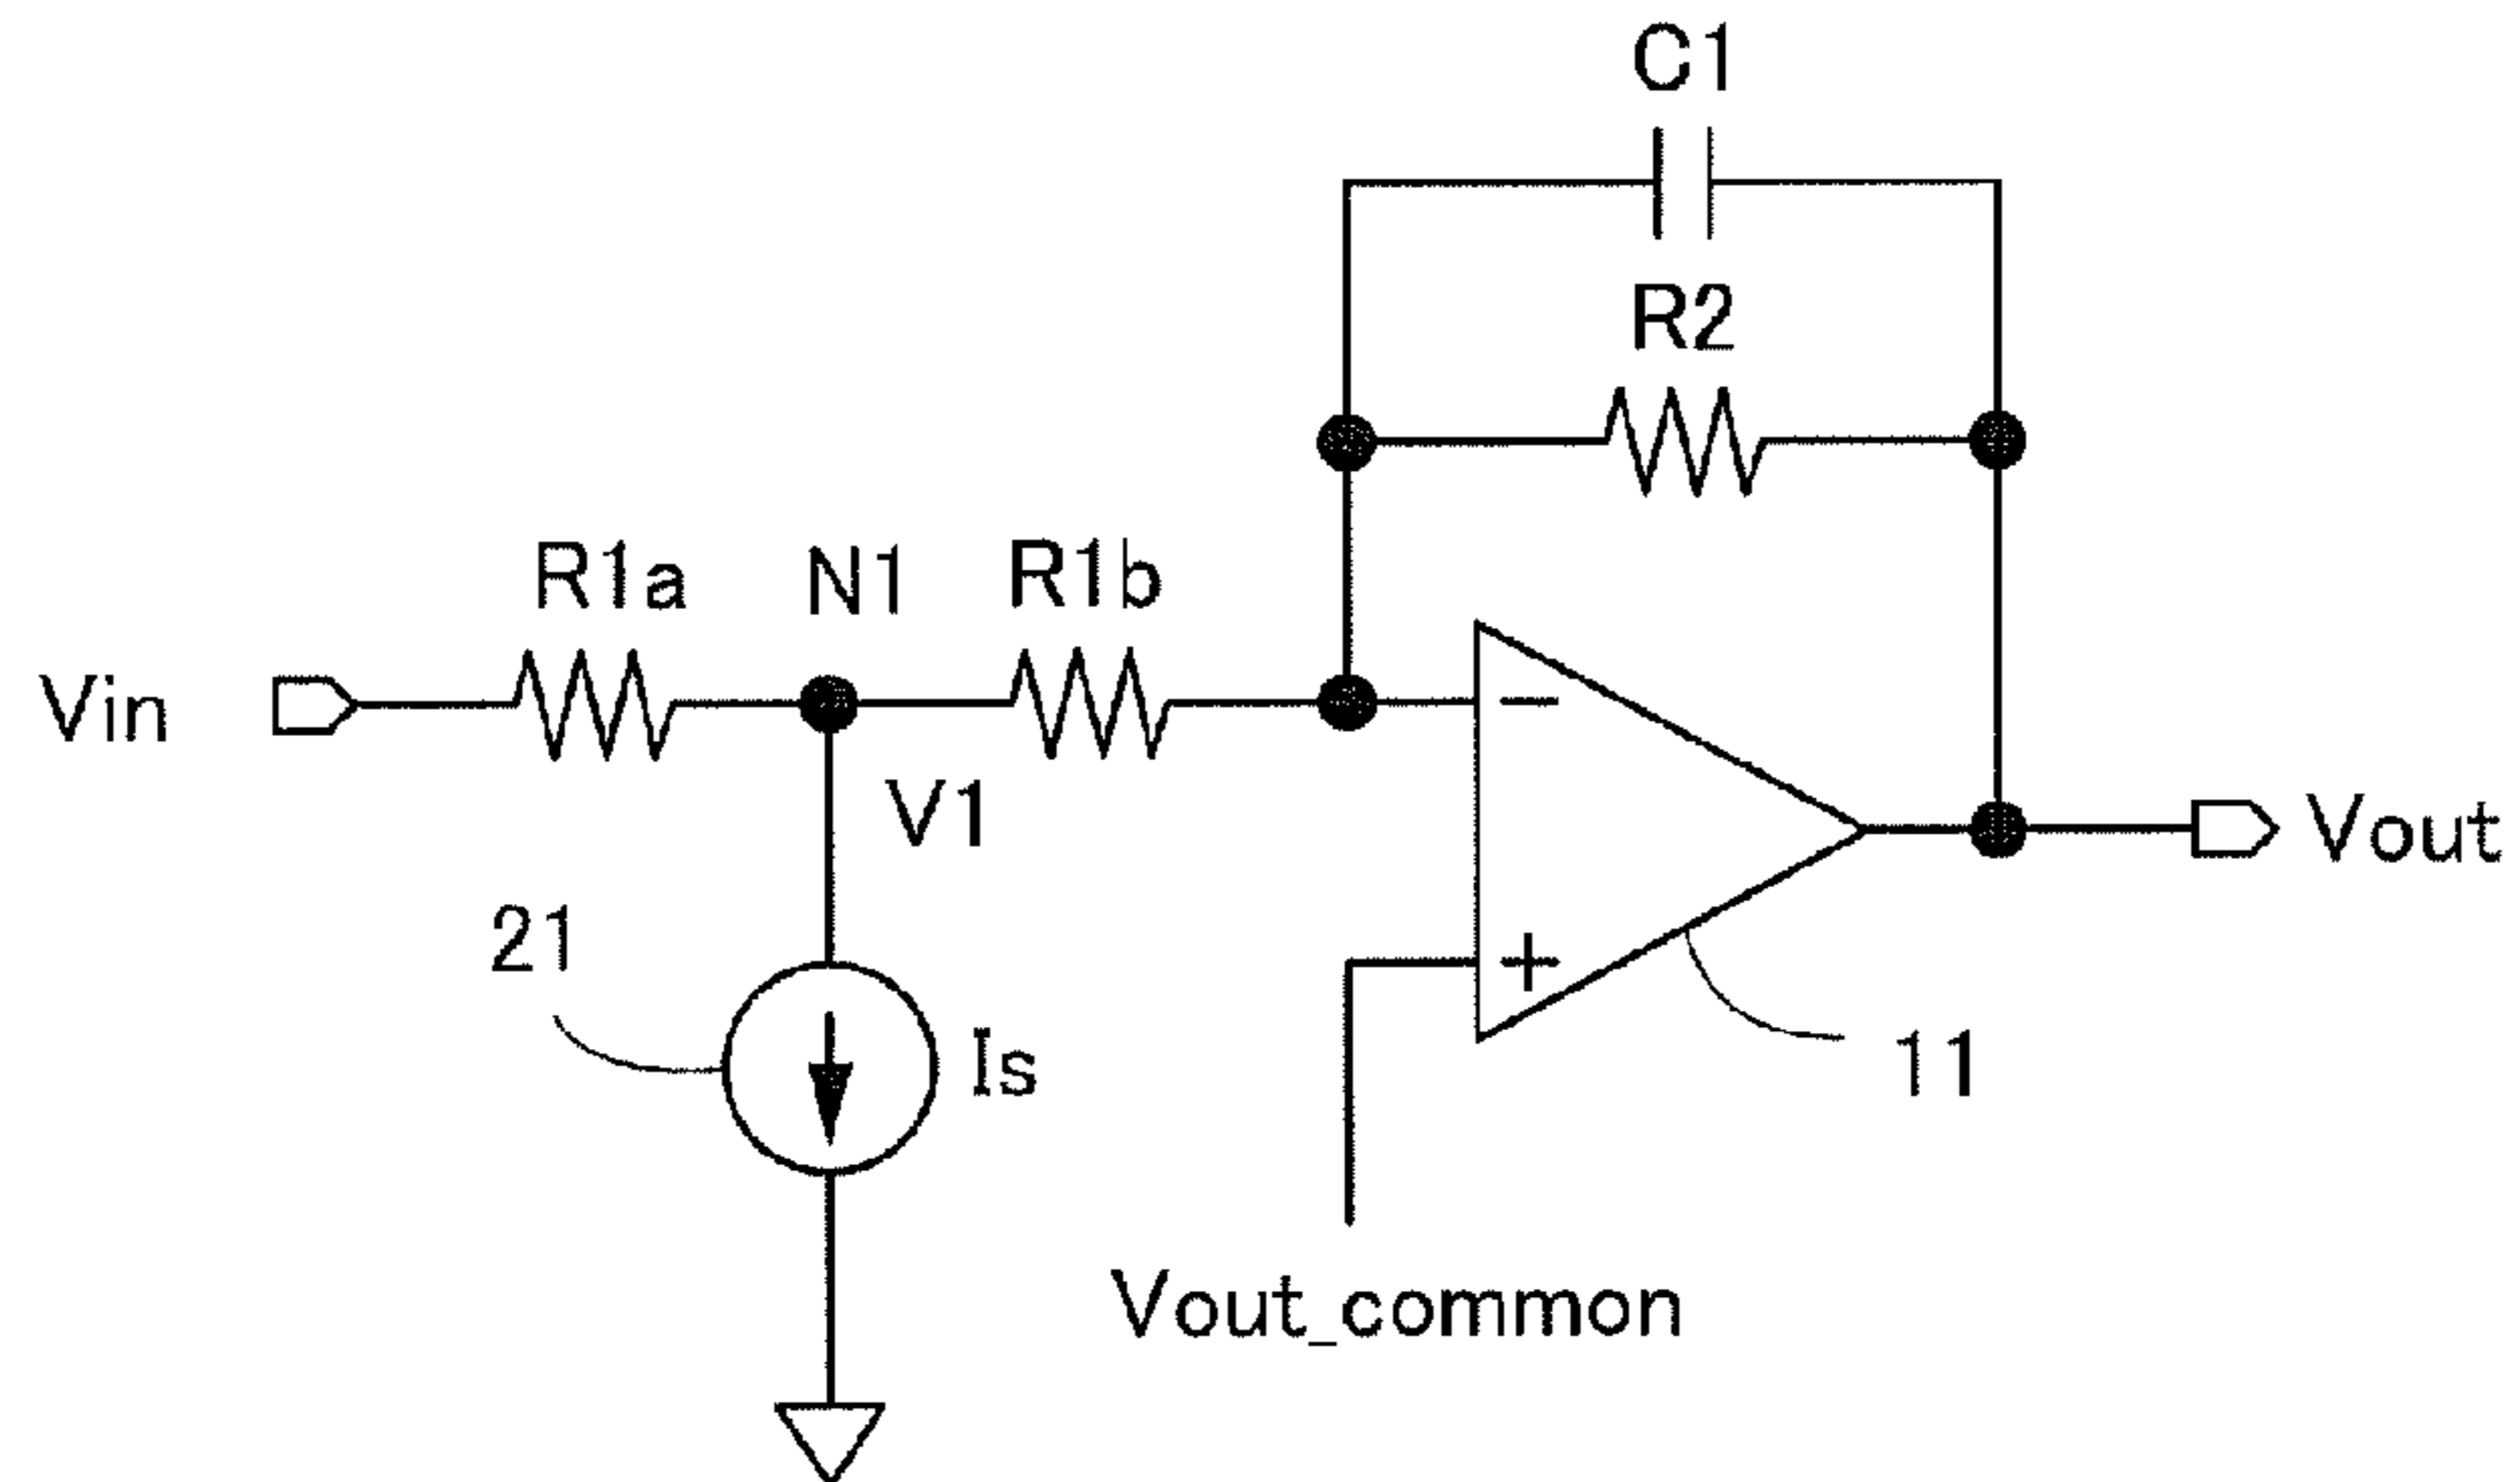 C1
R2
R1a
N1
R1b
Vin
−
V1
Vout
21
+
Is
11
Vout_common